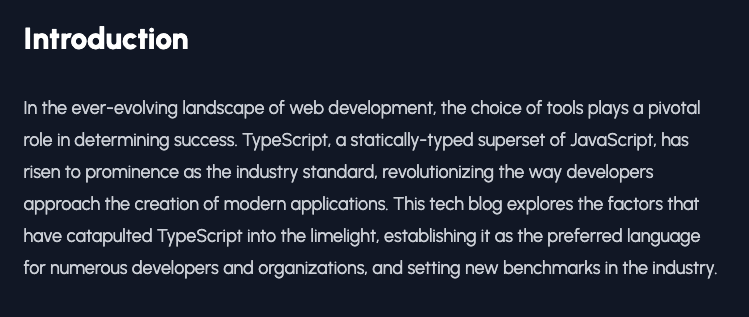 Introduction
In the ever-evolving landscape of web development, the choice of tools plays a pivotal
role in determining success. TypeScript, a statically-typed superset of JavaScript, has
risen to prominence as the industry standard, revolutionizing the way developers
approach the creation of modern applications. This tech blog explores the factors that
have catapulted TypeScript into the limelight, establishing it as the preferred language
for numerous developers and organizations, and setting new benchmarks in the industry.